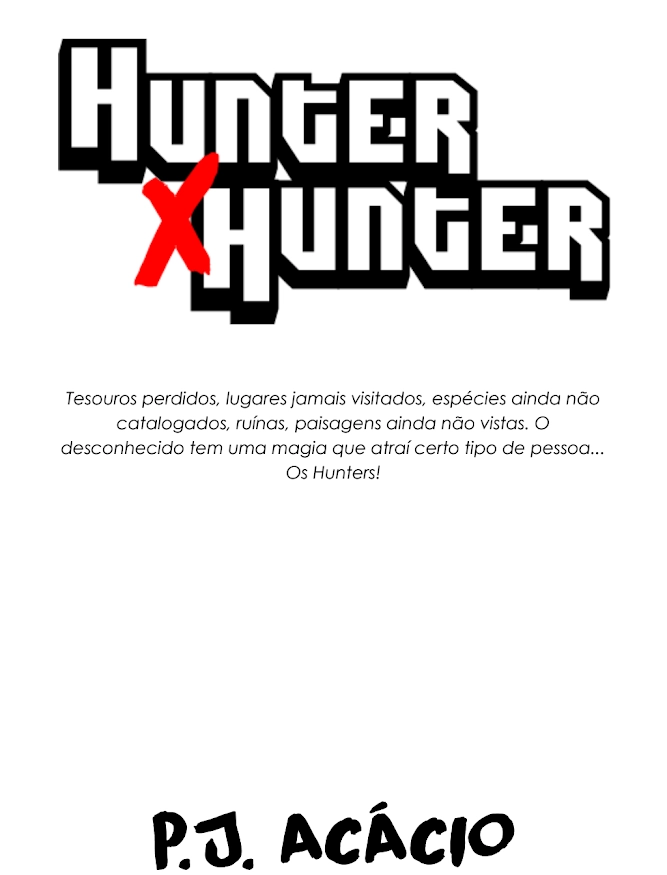 HUNTER
X HUNTER
Tesouros perdidos, lugares jamais visitados, espécies ainda não
catalogados, ruínas, paisagens ainda não vistas. O
desconhecido tem uma magia que atraí certo tipo de pessoa...
Os Hunters!
P.J. ACÁCIO